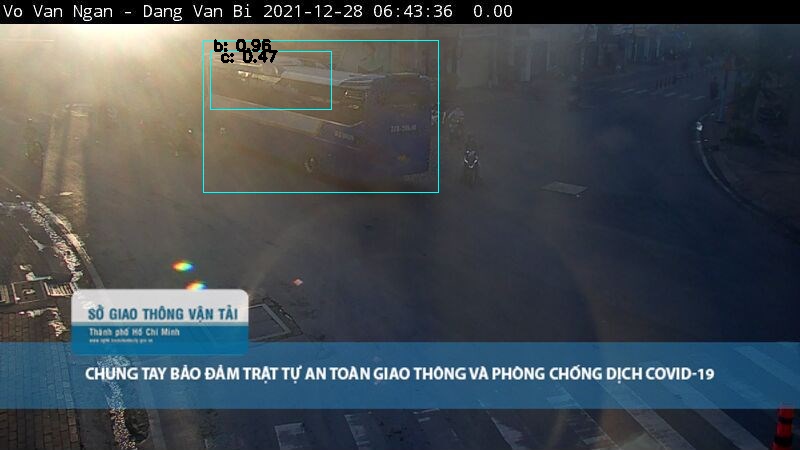 Vo Van Ngan - Dang Van Bi 2021-12-28 06:43:36 0.00
b: 0.96
c: 0.47
SỞ GIAO THÔNG VẬN TẢI
Thành phố Hồ Chí Minh
CHUNG TAY BẢO ĐẢM TRẬT TỰ AN TOÀN GIAO THÔNG VÀ PHÒNG CHỐNG DỊCH COVID-19